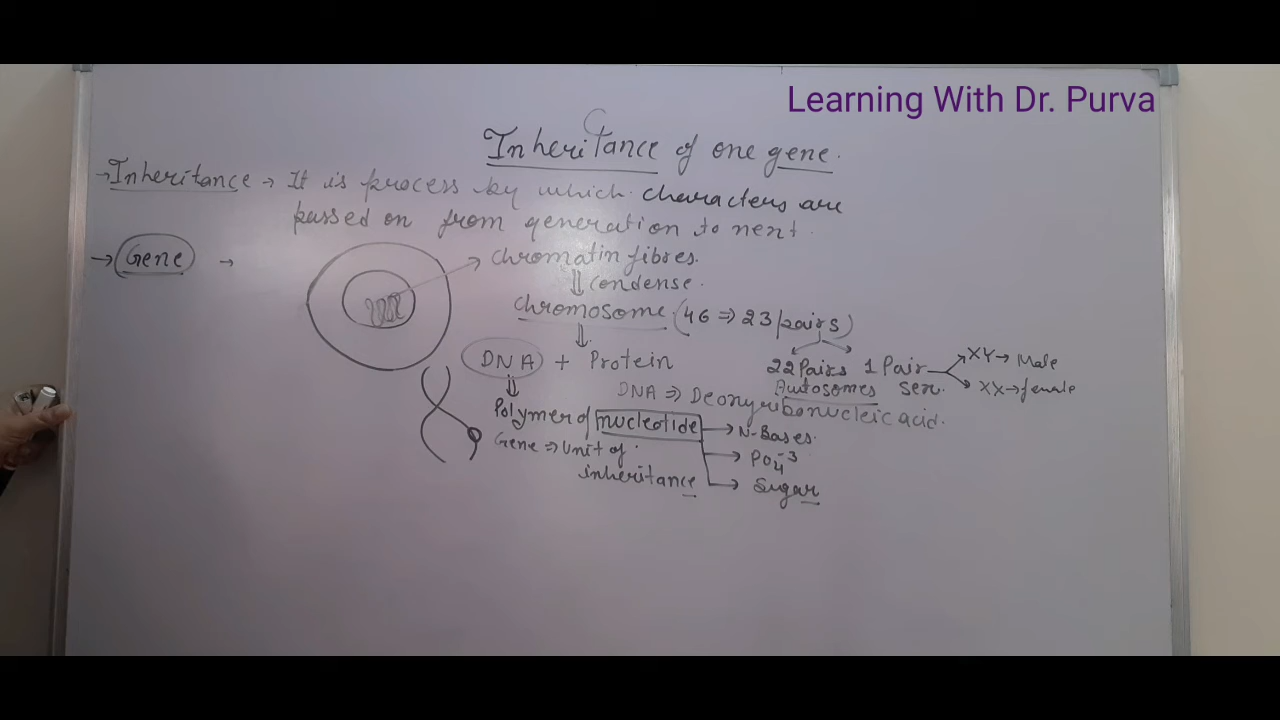 Learning With Dr. Purva
Inheritance of one gene.
→Inheritance → It is process by which characters are
passed on from generation to next.
→ Gene →
→ chromatin fibres.
⇓ condense.
chromosome (46 ⇒ 23 pairs)
⇓
DNA + Protein
22 Pairs 1 Pair → XY → Male
Autosomes sex. → XX → female
⇓ DNA ⇒ Deoxyribonucleic acid.
Polymer of nucleotide → N-Bases.
Gene ⇒ Unit of → PO4-3
inheritance → Sugar